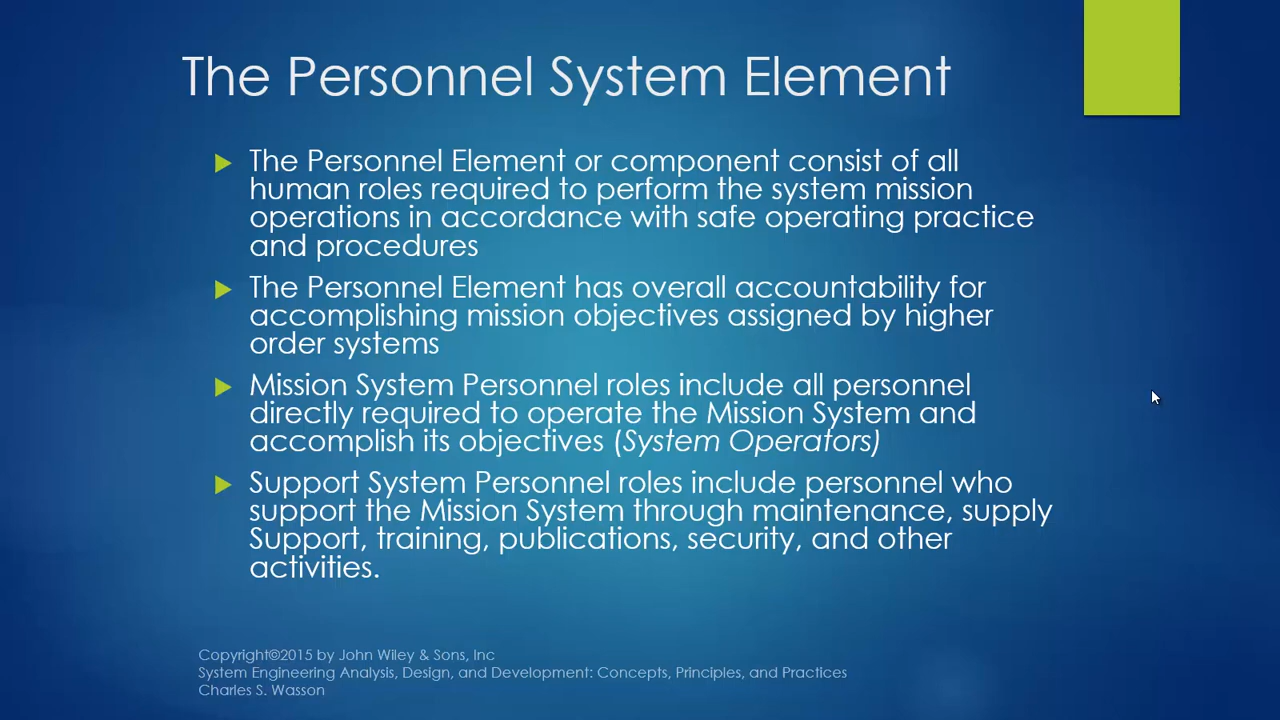 The Personnel System Element
The Personnel Element or component consist of all
human roles required to perform the system mission
operations in accordance with safe operating practice
and procedures
The Personnel Element has overall accountability for
accomplishing mission objectives assigned by higher
order systems
Mission System Personnel roles include all personnel
directly required to operate the Mission System and
accomplish its objectives (System Operators)
Support System Personnel roles include personnel who
support the Mission System through maintenance, supply
Support, training, publications, security, and other
activities.
Copyright©2015 by John Wiley & Sons, Inc
System Engineering Analysis, Design, and Development: Concepts, Principles, and Practices
Charles S. Wasson